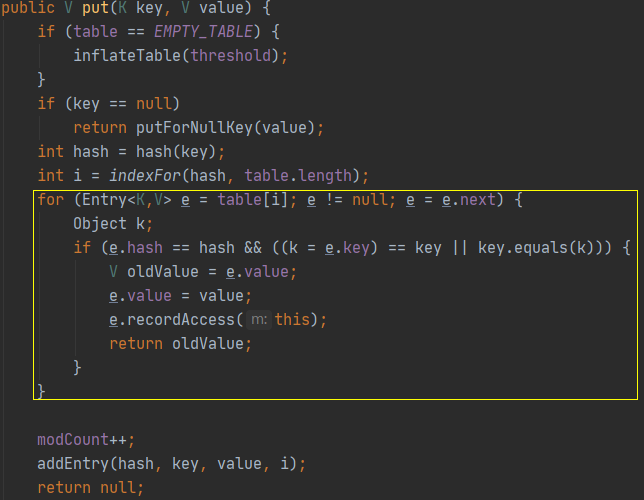 public V put(K key, V value) {
if (table == EMPTY_TABLE) {
inflateTable(threshold);
}
if (key == null)
return putForNullKey(value);
int hash = hash(key);
int i = indexFor(hash, table.length);
for (Entry<K,V> e = table[i]; e != null; e = e.next) {
Object k;
if (e.hash == hash && ((k = e.key) == key || key.equals(k))) {
V oldValue = e.value;
e.value = value;
e.recordAccess( m: this);
return oldValue;
}
}
modCount++;
addEntry(hash, key, value, i);
return null;